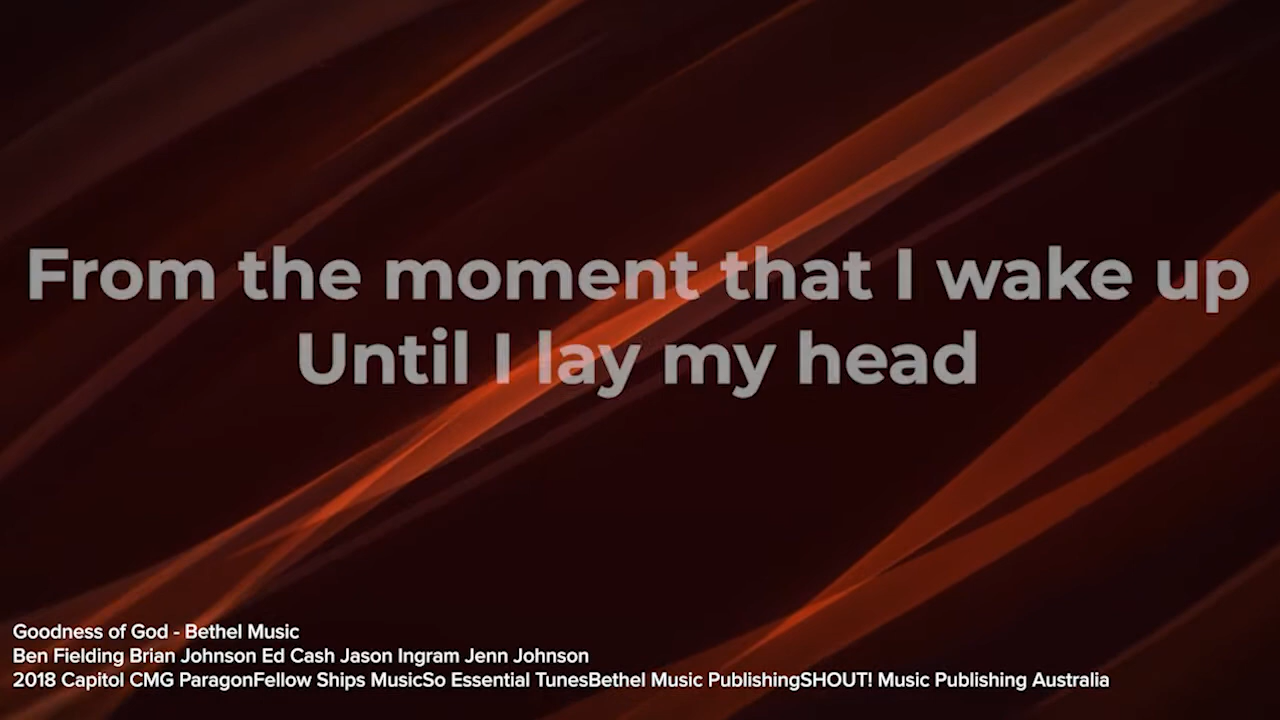 From the moment that I wake up
Until I lay my head
Goodness of God - Bethel Music
Ben Fielding Brian Johnson Ed Cash Jason Ingram Jenn Johnson
2018 Capitol CMG ParagonFellow Ships MusicSo Essential TunesBethel Music PublishingSHOUT! Music Publishing Australia